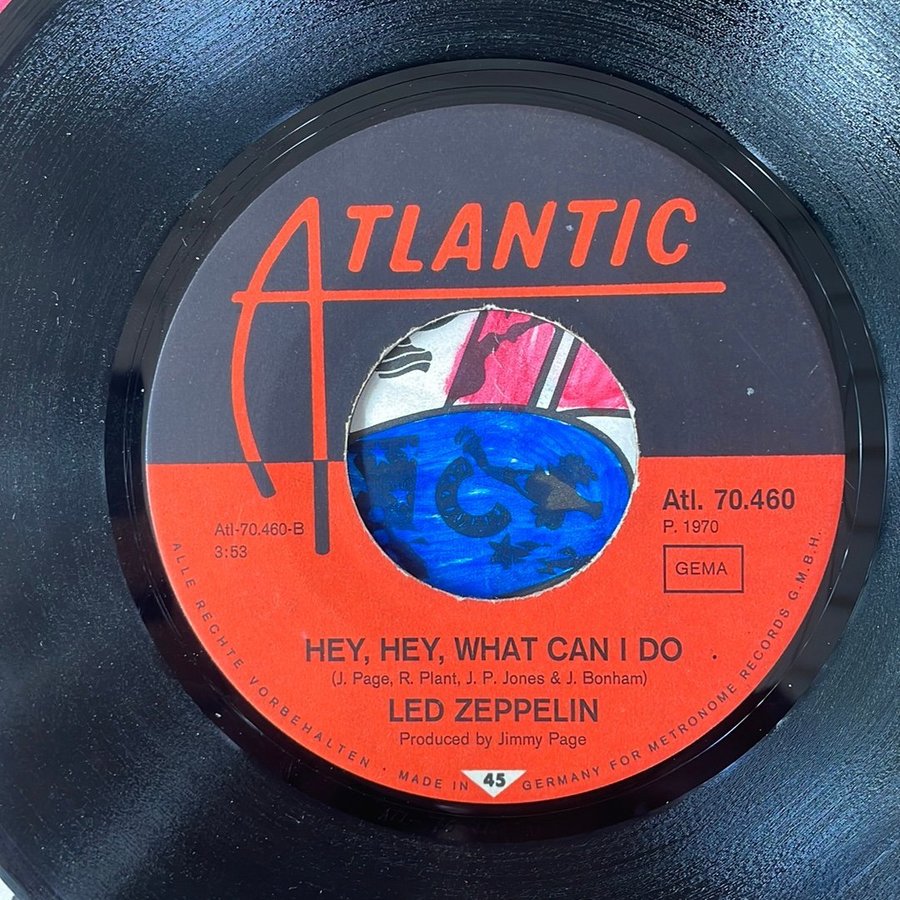 ATLANTIC
Atl-70.460-B
3:53
Atl. 70.460
P. 1970
GEMA
HEY, HEY, WHAT CAN I DO
(J. Page, R. Plant, J. P. Jones & J. Bonham)
LED ZEPPELIN
Produced by Jimmy Page
ALLE RECHTE VORBEHALTEN · MADE IN 45 GERMANY FOR METRONOME RECORDS G.M.B.H.